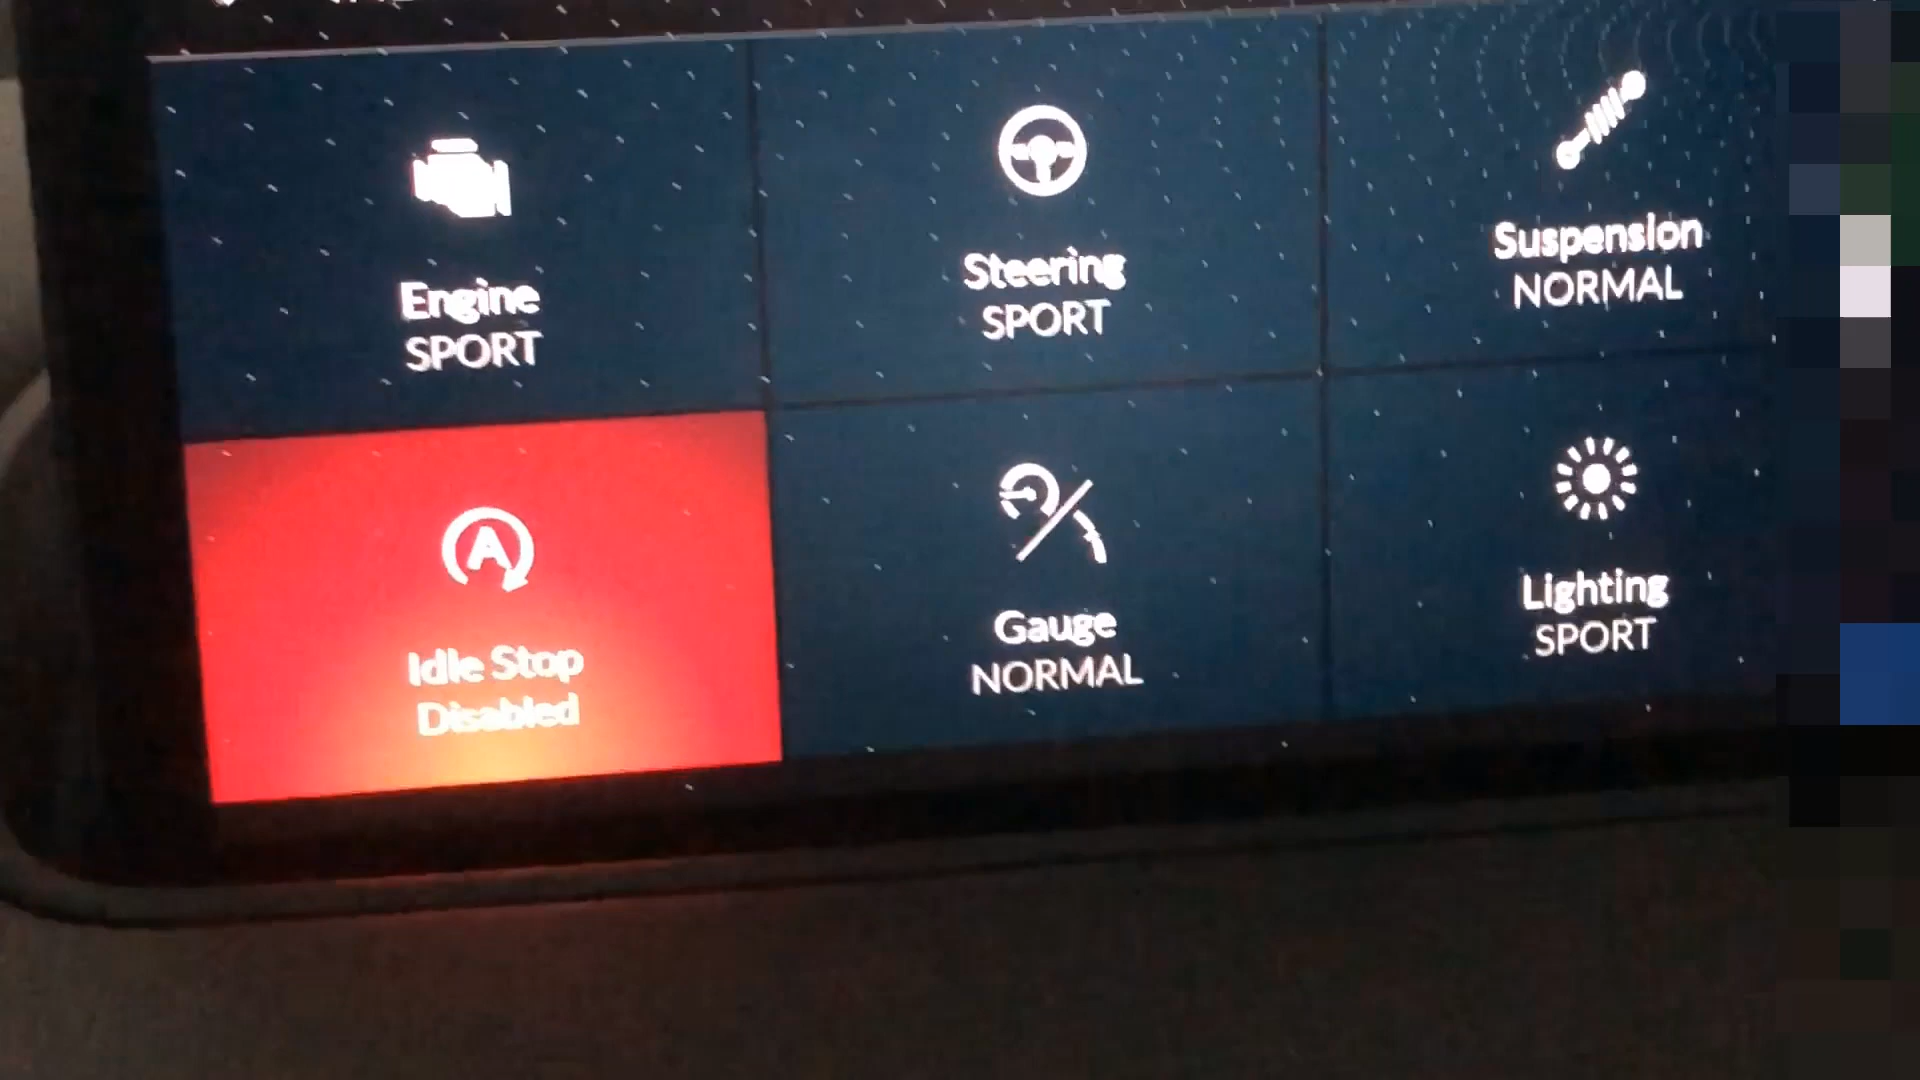 Engine
SPORT
Steering
SPORT
Suspension
NORMAL
A
Idle Stop
Disabled
Gauge
NORMAL
Lighting
SPORT